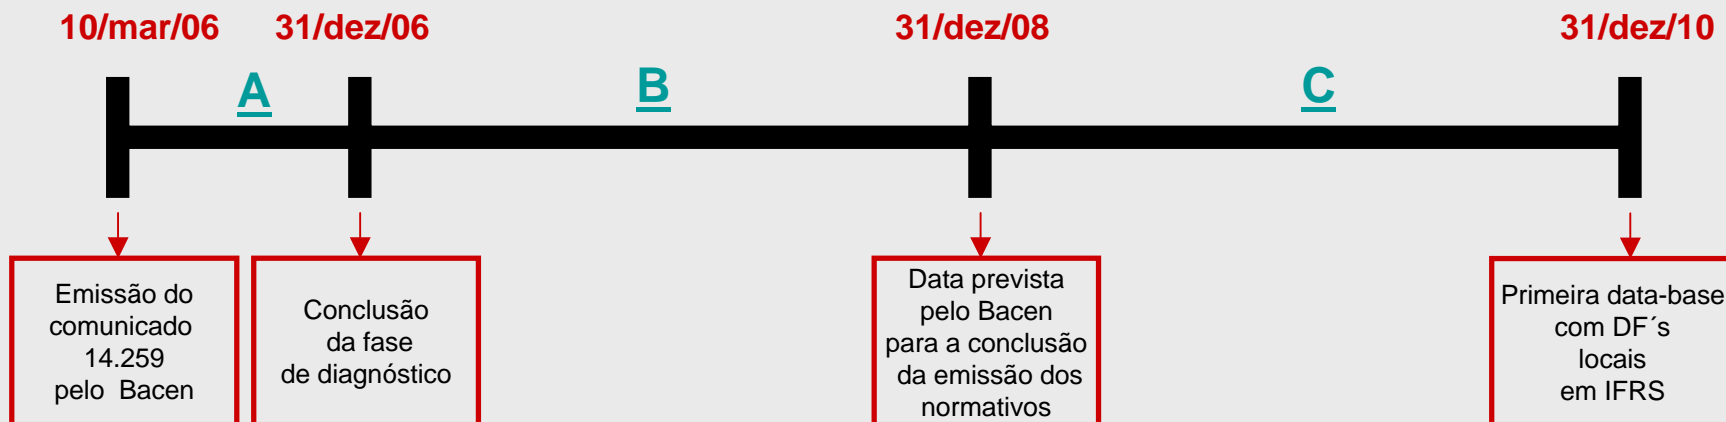 10/mar/06
31/dez/06
31/dez/08
31/dez/10
A
B
C
Emissão do
comunicado
14.259
pelo Bacen
Conclusão
da fase
de diagnóstico
Data prevista
pelo Bacen
para a conclusão
da emissão dos
normativos
Primeira data-base
com DF´s
locais
em IFRS